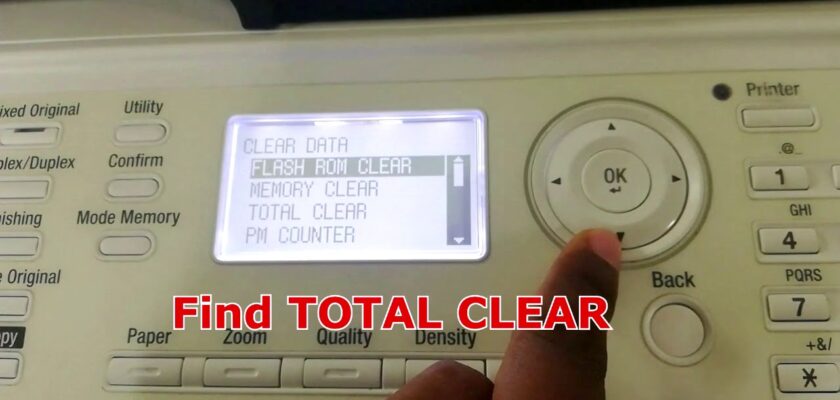 Printer
ixed Original
Utility
CLEAR DATA
FLASH ROM CLEAR
MEMORY CLEAR
TOTAL CLEAR
PM COUNTER
OK
@_
1
plex/Duplex
Confirm
GHI
4
ishing
Mode Memory
PQRS
7
e Original
Back
Find TOTAL CLEAR
py
Paper
Zoom
Quality
Density
+&/
*